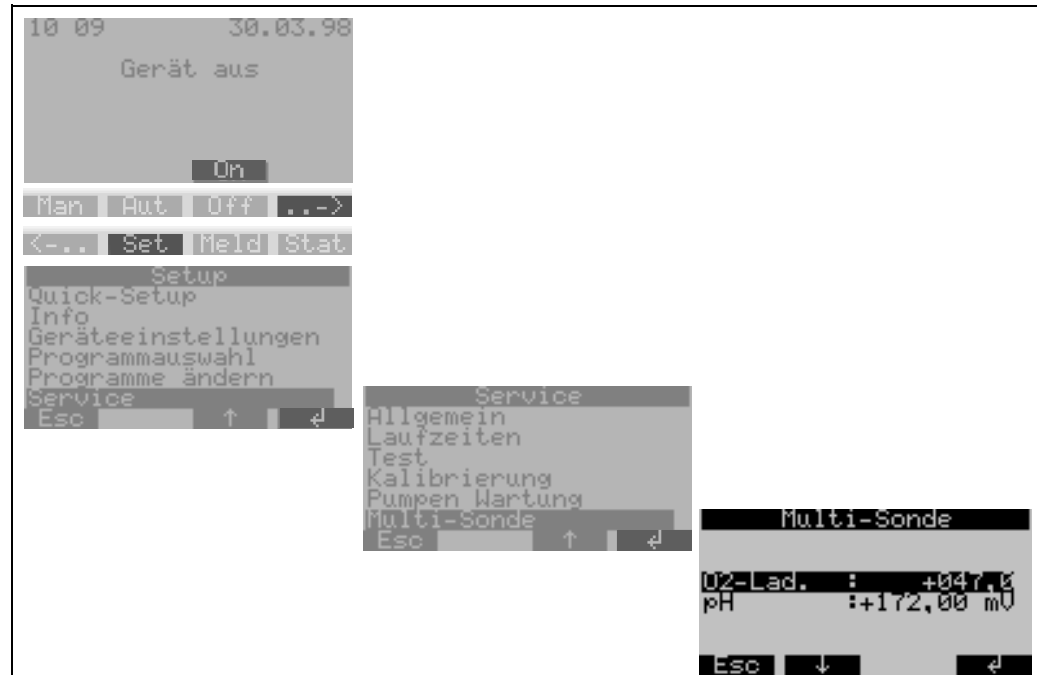 10 09 30.03.98
Gerät aus
On
Man Aut Off ..->
<-.. Set Meld Stat
Setup
Quick-Setup
Info
Geräteeinstellungen
Programmauswahl
Programme ändern
Service
Esc ↑ ↲
Service
Allgemein
Laufzeiten
Test
Kalibrierung
Pumpen Wartung
Multi-Sonde
Esc ↑ ↲
Multi-Sonde
O2-Lad. : +047,0
pH :+172,00 mV
Esc ↓ ↲